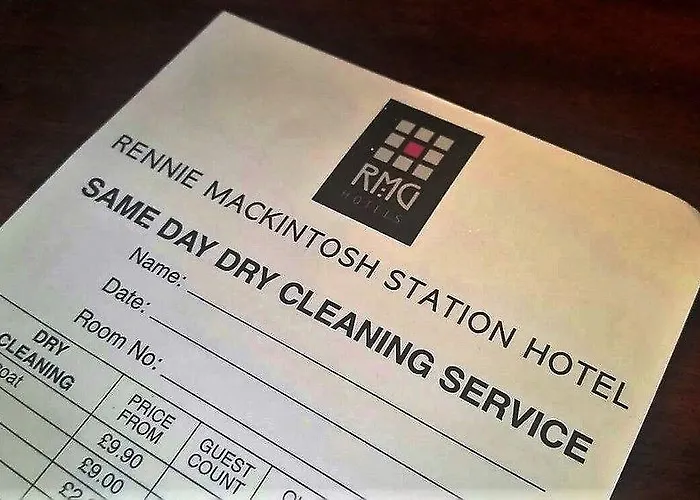 RMG
HOTELS
RENNIE MACKINTOSH STATION HOTEL
SAME DAY DRY CLEANING SERVICE
Name:
Date:
Room No:
DRY
CLEANING
PRICE
FROM
GUEST
COUNT
£9.90
£9.00